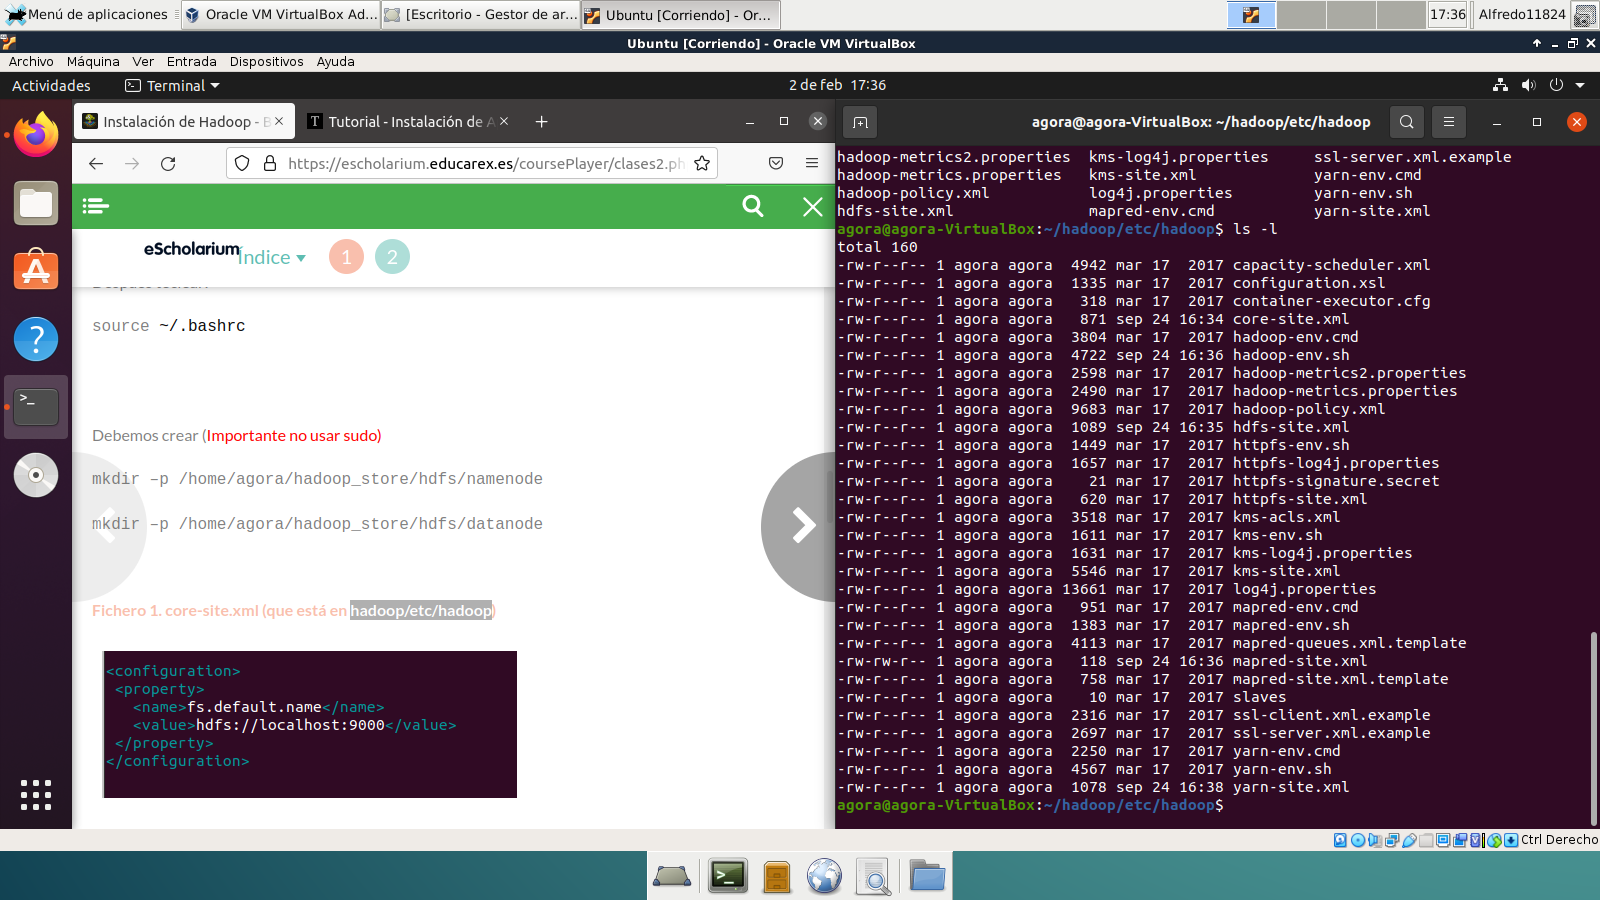 Menú de aplicaciones
Oracle VM VirtualBox Ad...
[Escritorio - Gestor de ar...
Ubuntu [Corriendo] - Or...
17:36
Alfredo11824
Ubuntu [Corriendo] - Oracle VM VirtualBox
Archivo Máquina Ver Entrada Dispositivos Ayuda
Actividades
Terminal
2 de feb 17:36
Instalación de Hadoop - B
Tutorial - Instalación de A
https://escholarium.educarex.es/coursePlayer/clases2.ph
eScholarium
Índice
1
2
source ~/.bashrc
Debemos crear (Importante no usar sudo)
mkdir –p /home/agora/hadoop_store/hdfs/namenode
mkdir –p /home/agora/hadoop_store/hdfs/datanode
Fichero 1. core-site.xml (que está en hadoop/etc/hadoop)
<configuration>
<property>
<name>fs.default.name</name>
<value>hdfs://localhost:9000</value>
</property>
</configuration>
agora@agora-VirtualBox: ~/hadoop/etc/hadoop
hadoop-metrics2.properties kms-log4j.properties ssl-server.xml.example
hadoop-metrics.properties kms-site.xml yarn-env.cmd
hadoop-policy.xml log4j.properties yarn-env.sh
hdfs-site.xml mapred-env.cmd yarn-site.xml
agora@agora-VirtualBox:~/hadoop/etc/hadoop$ ls -l
total 160
-rw-r--r-- 1 agora agora 4942 mar 17 2017 capacity-scheduler.xml
-rw-r--r-- 1 agora agora 1335 mar 17 2017 configuration.xsl
-rw-r--r-- 1 agora agora 318 mar 17 2017 container-executor.cfg
-rw-r--r-- 1 agora agora 871 sep 24 16:34 core-site.xml
-rw-r--r-- 1 agora agora 3804 mar 17 2017 hadoop-env.cmd
-rw-r--r-- 1 agora agora 4722 sep 24 16:36 hadoop-env.sh
-rw-r--r-- 1 agora agora 2598 mar 17 2017 hadoop-metrics2.properties
-rw-r--r-- 1 agora agora 2490 mar 17 2017 hadoop-metrics.properties
-rw-r--r-- 1 agora agora 9683 mar 17 2017 hadoop-policy.xml
-rw-r--r-- 1 agora agora 1089 sep 24 16:35 hdfs-site.xml
-rw-r--r-- 1 agora agora 1449 mar 17 2017 httpfs-env.sh
-rw-r--r-- 1 agora agora 1657 mar 17 2017 httpfs-log4j.properties
-rw-r--r-- 1 agora agora 21 mar 17 2017 httpfs-signature.secret
-rw-r--r-- 1 agora agora 620 mar 17 2017 httpfs-site.xml
-rw-r--r-- 1 agora agora 3518 mar 17 2017 kms-acls.xml
-rw-r--r-- 1 agora agora 1611 mar 17 2017 kms-env.sh
-rw-r--r-- 1 agora agora 1631 mar 17 2017 kms-log4j.properties
-rw-r--r-- 1 agora agora 5546 mar 17 2017 kms-site.xml
-rw-r--r-- 1 agora agora 13661 mar 17 2017 log4j.properties
-rw-r--r-- 1 agora agora 951 mar 17 2017 mapred-env.cmd
-rw-r--r-- 1 agora agora 1383 mar 17 2017 mapred-env.sh
-rw-r--r-- 1 agora agora 4113 mar 17 2017 mapred-queues.xml.template
-rw-rw-r-- 1 agora agora 118 sep 24 16:36 mapred-site.xml
-rw-r--r-- 1 agora agora 758 mar 17 2017 mapred-site.xml.template
-rw-r--r-- 1 agora agora 10 mar 17 2017 slaves
-rw-r--r-- 1 agora agora 2316 mar 17 2017 ssl-client.xml.example
-rw-r--r-- 1 agora agora 2697 mar 17 2017 ssl-server.xml.example
-rw-r--r-- 1 agora agora 2250 mar 17 2017 yarn-env.cmd
-rw-r--r-- 1 agora agora 4567 mar 17 2017 yarn-env.sh
-rw-r--r-- 1 agora agora 1078 sep 24 16:38 yarn-site.xml
agora@agora-VirtualBox:~/hadoop/etc/hadoop$
Ctrl Derecho